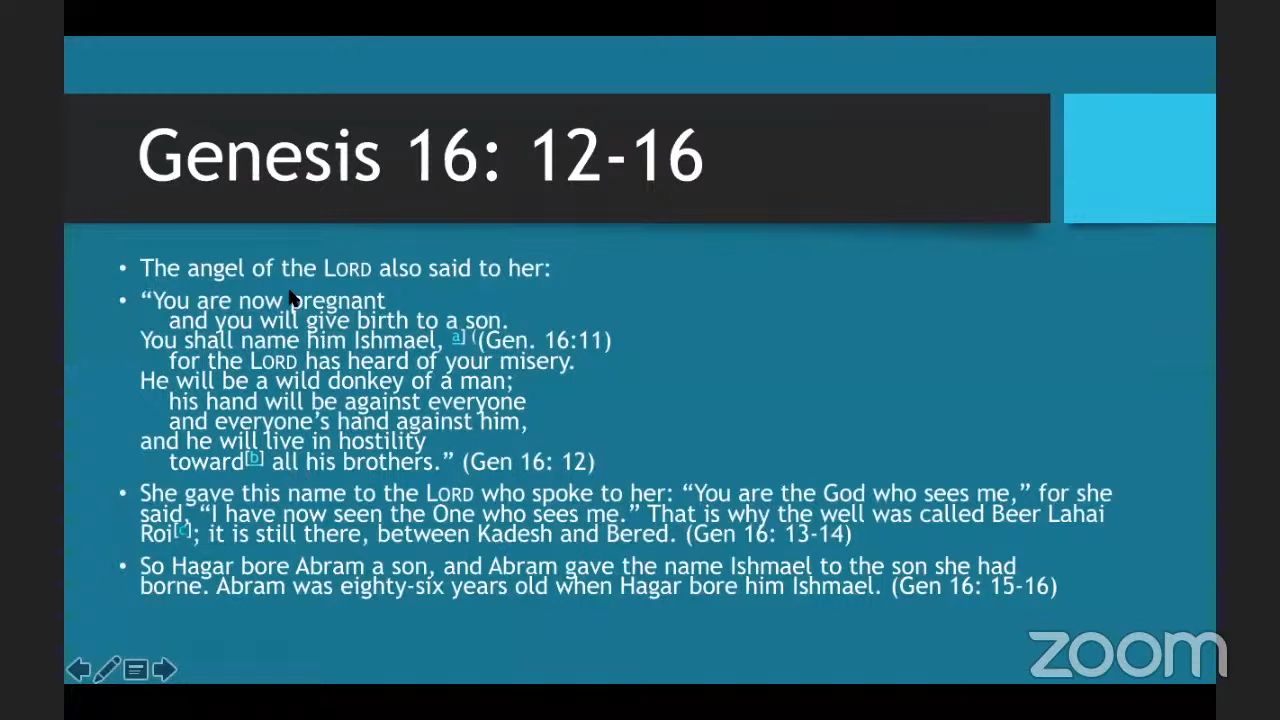 Genesis 16: 12-16
• The angel of the LORD also said to her:
• “You are now pregnant
and you will give birth to a son.
You shall name him Ishmael, a] ((Gen. 16:11)
for the LORD has heard of your misery.
He will be a wild donkey of a man;
his hand will be against everyone
and everyone’s hand against him,
and he will live in hostility
toward[b] all his brothers.” (Gen 16: 12)
• She gave this name to the LORD who spoke to her: “You are the God who sees me,” for she
said, “I have now seen the One who sees me.” That is why the well was called Beer Lahai
Roi[c]; it is still there, between Kadesh and Bered. (Gen 16: 13-14)
• So Hagar bore Abram a son, and Abram gave the name Ishmael to the son she had
borne. Abram was eighty-six years old when Hagar bore him Ishmael. (Gen 16: 15-16)
zoom